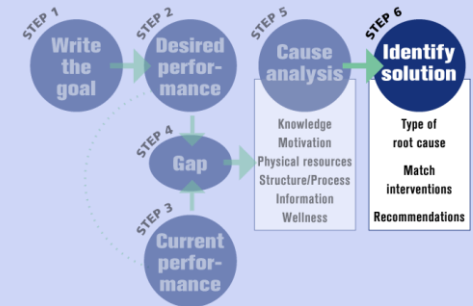 STEP 1
Write
the
goal
STEP 2
Desired
perfor-
mance
STEP 4
Gap
STEP 3
Current
perfor-
mance
STEP 5
Cause
analysis
Knowledge
Motivation
Physical resources
Structure/Process
Information
Wellness
STEP 6
Identify
solution
Type of
root cause
Match
interventions
Recommendations